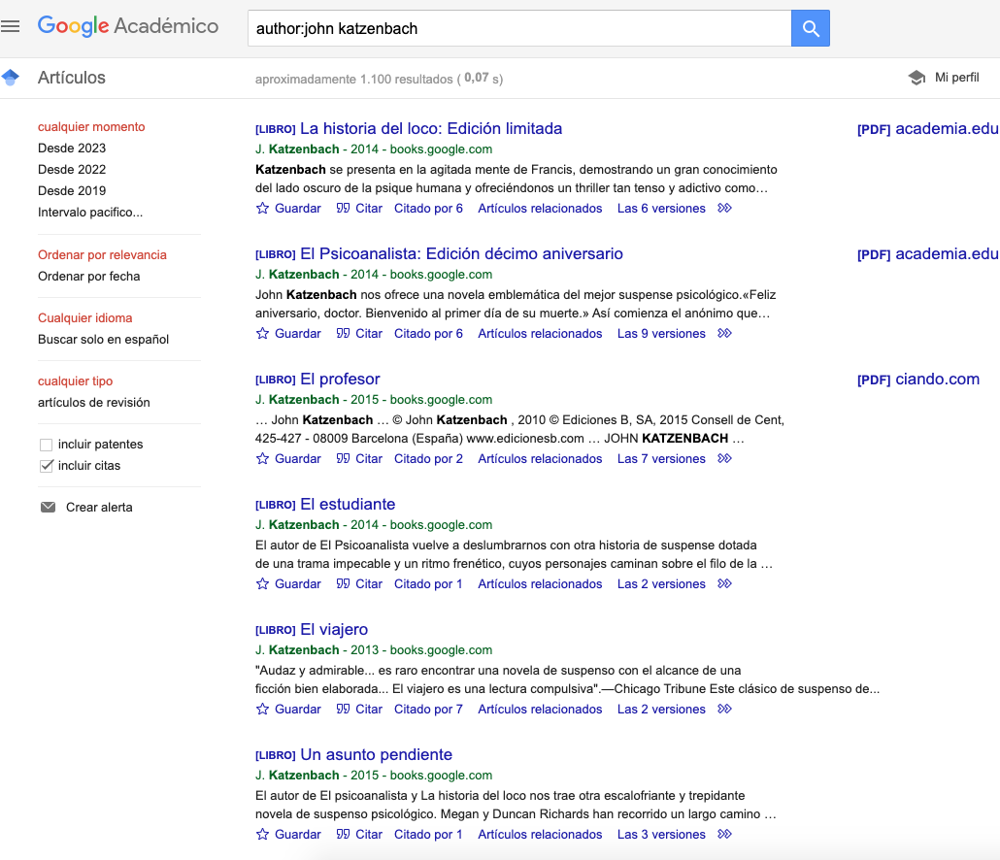 Google Académico
author:john katzenbach
Artículos
aproximadamente 1.100 resultados ( 0,07 s)
Mi perfil
cualquier momento
Desde 2023
Desde 2022
Desde 2019
Intervalo pacifico...
Ordenar por relevancia
Ordenar por fecha
Cualquier idioma
Buscar solo en español
cualquier tipo
artículos de revisión
incluir patentes
incluir citas
Crear alerta
[LIBRO] La historia del loco: Edición limitada
[PDF] academia.edu
J. Katzenbach - 2014 - books.google.com
Katzenbach se presenta en la agitada mente de Francis, demostrando un gran conocimiento
del lado oscuro de la psique humana y ofreciéndonos un thriller tan tenso y adictivo como…
Guardar Citar Citado por 6 Artículos relacionados Las 6 versiones
[LIBRO] El Psicoanalista: Edición décimo aniversario
[PDF] academia.edu
J. Katzenbach - 2014 - books.google.com
John Katzenbach nos ofrece una novela emblemática del mejor suspense psicológico.«Feliz
aniversario, doctor. Bienvenido al primer día de su muerte.» Así comienza el anónimo que…
Guardar Citar Citado por 6 Artículos relacionados Las 9 versiones
[LIBRO] El profesor
[PDF] ciando.com
J. Katzenbach - 2015 - books.google.com
… John Katzenbach … © John Katzenbach , 2010 © Ediciones B, SA, 2015 Consell de Cent,
425-427 - 08009 Barcelona (España) www.edicionesb.com … JOHN KATZENBACH …
Guardar Citar Citado por 2 Artículos relacionados Las 7 versiones
[LIBRO] El estudiante
J. Katzenbach - 2014 - books.google.com
El autor de El Psicoanalista vuelve a deslumbrarnos con otra historia de suspense dotada
de una trama impecable y un ritmo frenético, cuyos personajes caminan sobre el filo de la …
Guardar Citar Citado por 1 Artículos relacionados Las 2 versiones
[LIBRO] El viajero
J. Katzenbach - 2013 - books.google.com
"Audaz y admirable... es raro encontrar una novela de suspenso con el alcance de una
ficción bien elaborada... El viajero es una lectura compulsiva".—Chicago Tribune Este clásico de suspenso de...
Guardar Citar Citado por 7 Artículos relacionados Las 2 versiones
[LIBRO] Un asunto pendiente
J. Katzenbach - 2015 - books.google.com
El autor de El psicoanalista y La historia del loco nos trae otra escalofriante y trepidante
novela de suspenso psicológico. Megan y Duncan Richards han recorrido un largo camino …
Guardar Citar Citado por 1 Artículos relacionados Las 3 versiones